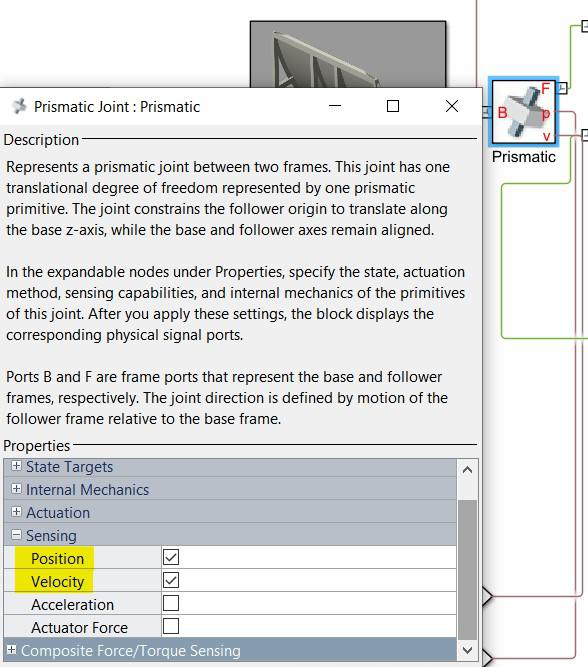 F
Prismatic Joint : Prismatic
B
p
v
Prismatic
Description
Represents a prismatic joint between two frames. This joint has one
translational degree of freedom represented by one prismatic
primitive. The joint constrains the follower origin to translate along
the base z-axis, while the base and follower axes remain aligned.
In the expandable nodes under Properties, specify the state, actuation
method, sensing capabilities, and internal mechanics of the primitives
of this joint. After you apply these settings, the block displays the
corresponding physical signal ports.
Ports B and F are frame ports that represent the base and follower
frames, respectively. The joint direction is defined by motion of the
follower frame relative to the base frame.
Properties
State Targets
Internal Mechanics
Actuation
Sensing
Position
Velocity
Acceleration
Actuator Force
Composite Force/Torque Sensing